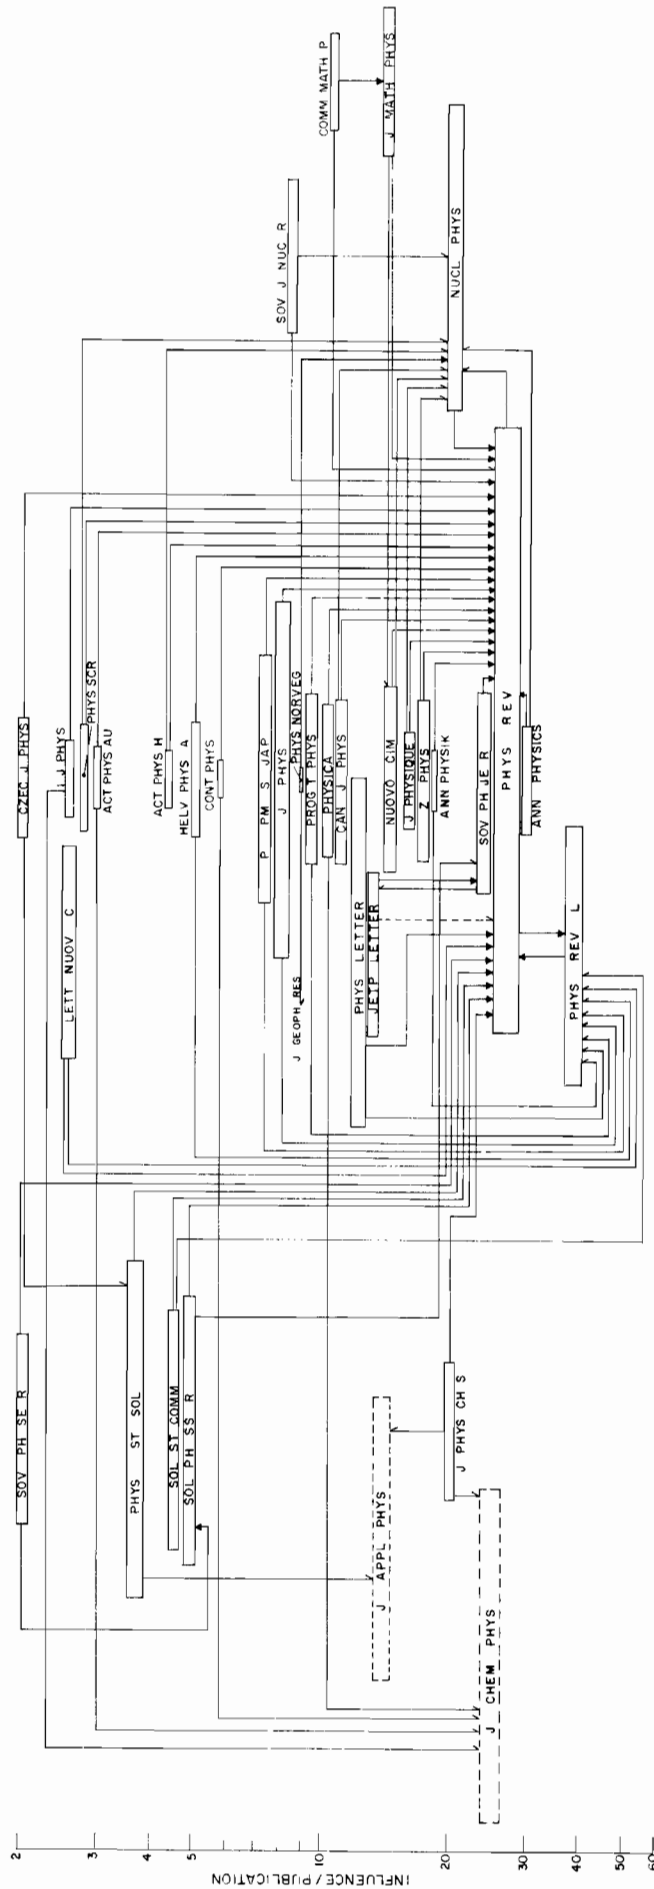 COMM MATH P
J MATH PHYS
SOV J NUC R
NUCL PHYS
CZEC J PHYS
PHYS SCR
ACT PHYS AU
ACT PHYS H
HELV PHYS A
CONT PHYS
P PM S JAP
J PHYS
PHYS NORVEG
PROG T PHYS
PHYSICA
CAN J PHYS
NUOVO CIM
J PHYSIQUE
Z PHYS
ANN PHYSIK
SOV PH JE R
PHYS REV
ANN PHYSICS
LETT NUOV C
J GEOPH RES
PHYS LETTER
JETP LETTER
PHYS REV L
SOV PH SE R
PHYS ST SOL
SOL ST COMM
SOL PH SS R
J PHYS CH S
J APPL PHYS
J CHEM PHYS
2
3
4
5
10
20
30
40
50
60
INFLUENCE / PUBLICATION